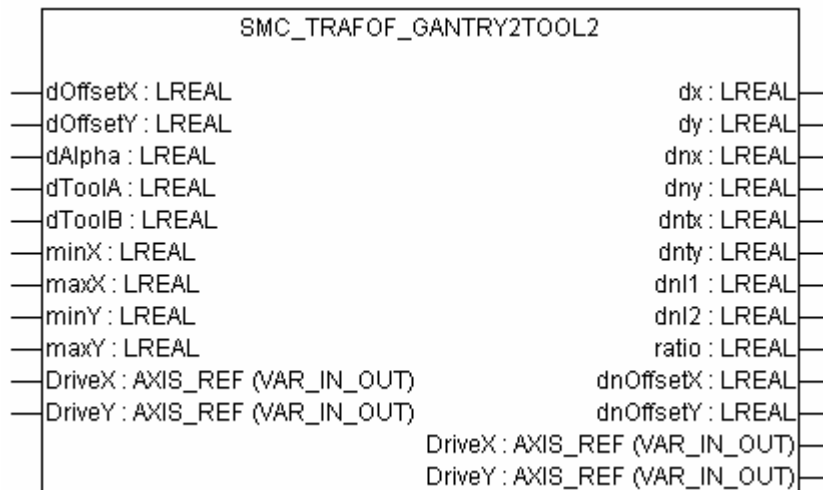 SMC_TRAFOF_GANTRY2TOOL2
dOffsetX : LREAL dx : LREAL
dOffsetY : LREAL dy : LREAL
dAlpha : LREAL dnx : LREAL
dToolA : LREAL dny : LREAL
dToolB : LREAL dntx : LREAL
minX : LREAL dnty : LREAL
maxX : LREAL dnl1 : LREAL
minY : LREAL dnl2 : LREAL
maxY : LREAL ratio : LREAL
DriveX : AXIS_REF (VAR_IN_OUT) dnOffsetX : LREAL
DriveY : AXIS_REF (VAR_IN_OUT) dnOffsetY : LREAL
DriveX : AXIS_REF (VAR_IN_OUT)
DriveY : AXIS_REF (VAR_IN_OUT)